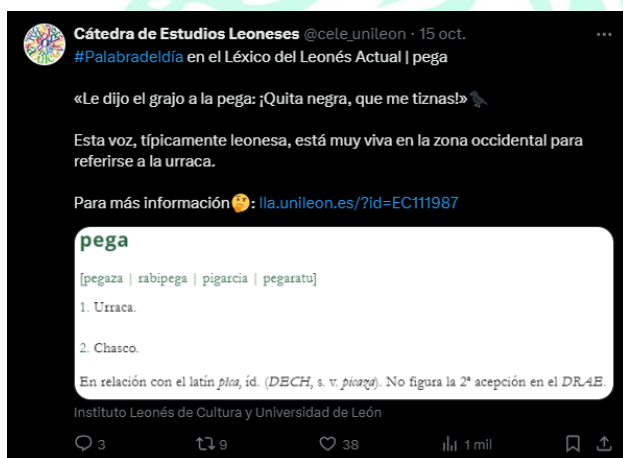 Cátedra de Estudios Leoneses @cele_unileon · 15 oct.
#Palabradeldía en el Léxico del Leonés Actual | pega
«Le dijo el grajo a la pega: ¡Quita negra, que me tiznas!»
Esta voz, típicamente leonesa, está muy viva en la zona occidental para
referirse a la urraca.
Para más información: lla.unileon.es/?id=EC111987
pega
[pegaza | rabipega | pigarcia | pegaratu]
1. Urraca.
2. Chasco.
En relación con el latín pica, íd. (DECH, s. v. picaza). No figura la 2ª acepción en el DRAE.
Instituto Leonés de Cultura y Universidad de León
3 9 38 1 mil